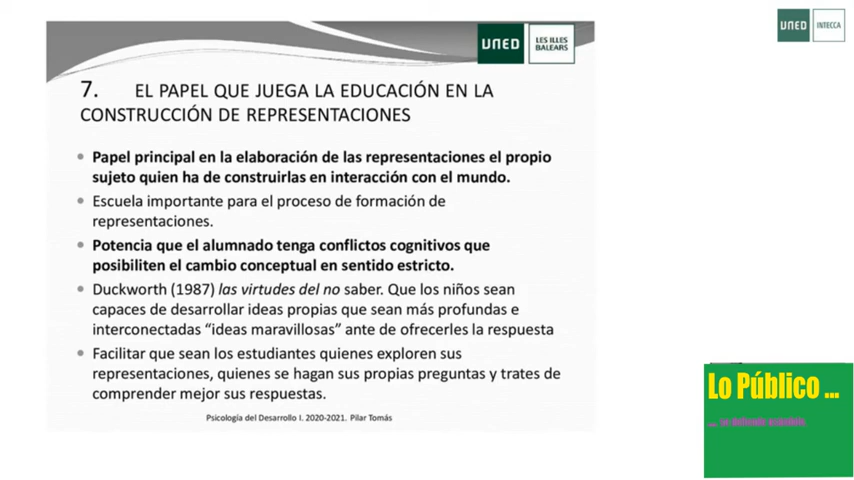 UNED
LES ILLES
BALEARS
UNED
INTECCA
7. EL PAPEL QUE JUEGA LA EDUCACIÓN EN LA
CONSTRUCCIÓN DE REPRESENTACIONES
Papel principal en la elaboración de las representaciones el propio
sujeto quien ha de construirlas en interacción con el mundo.
Escuela importante para el proceso de formación de
representaciones.
Potencia que el alumnado tenga conflictos cognitivos que
posibiliten el cambio conceptual en sentido estricto.
Duckworth (1987) las virtudes del no saber. Que los niños sean
capaces de desarrollar ideas propias que sean más profundas e
interconectadas “ideas maravillosas” ante de ofrecerles la respuesta
Facilitar que sean los estudiantes quienes exploren sus
representaciones, quienes se hagan sus propias preguntas y trates de
comprender mejor sus respuestas.
Psicología del Desarrollo I. 2020-2021. Pilar Tomás
Lo Público ...